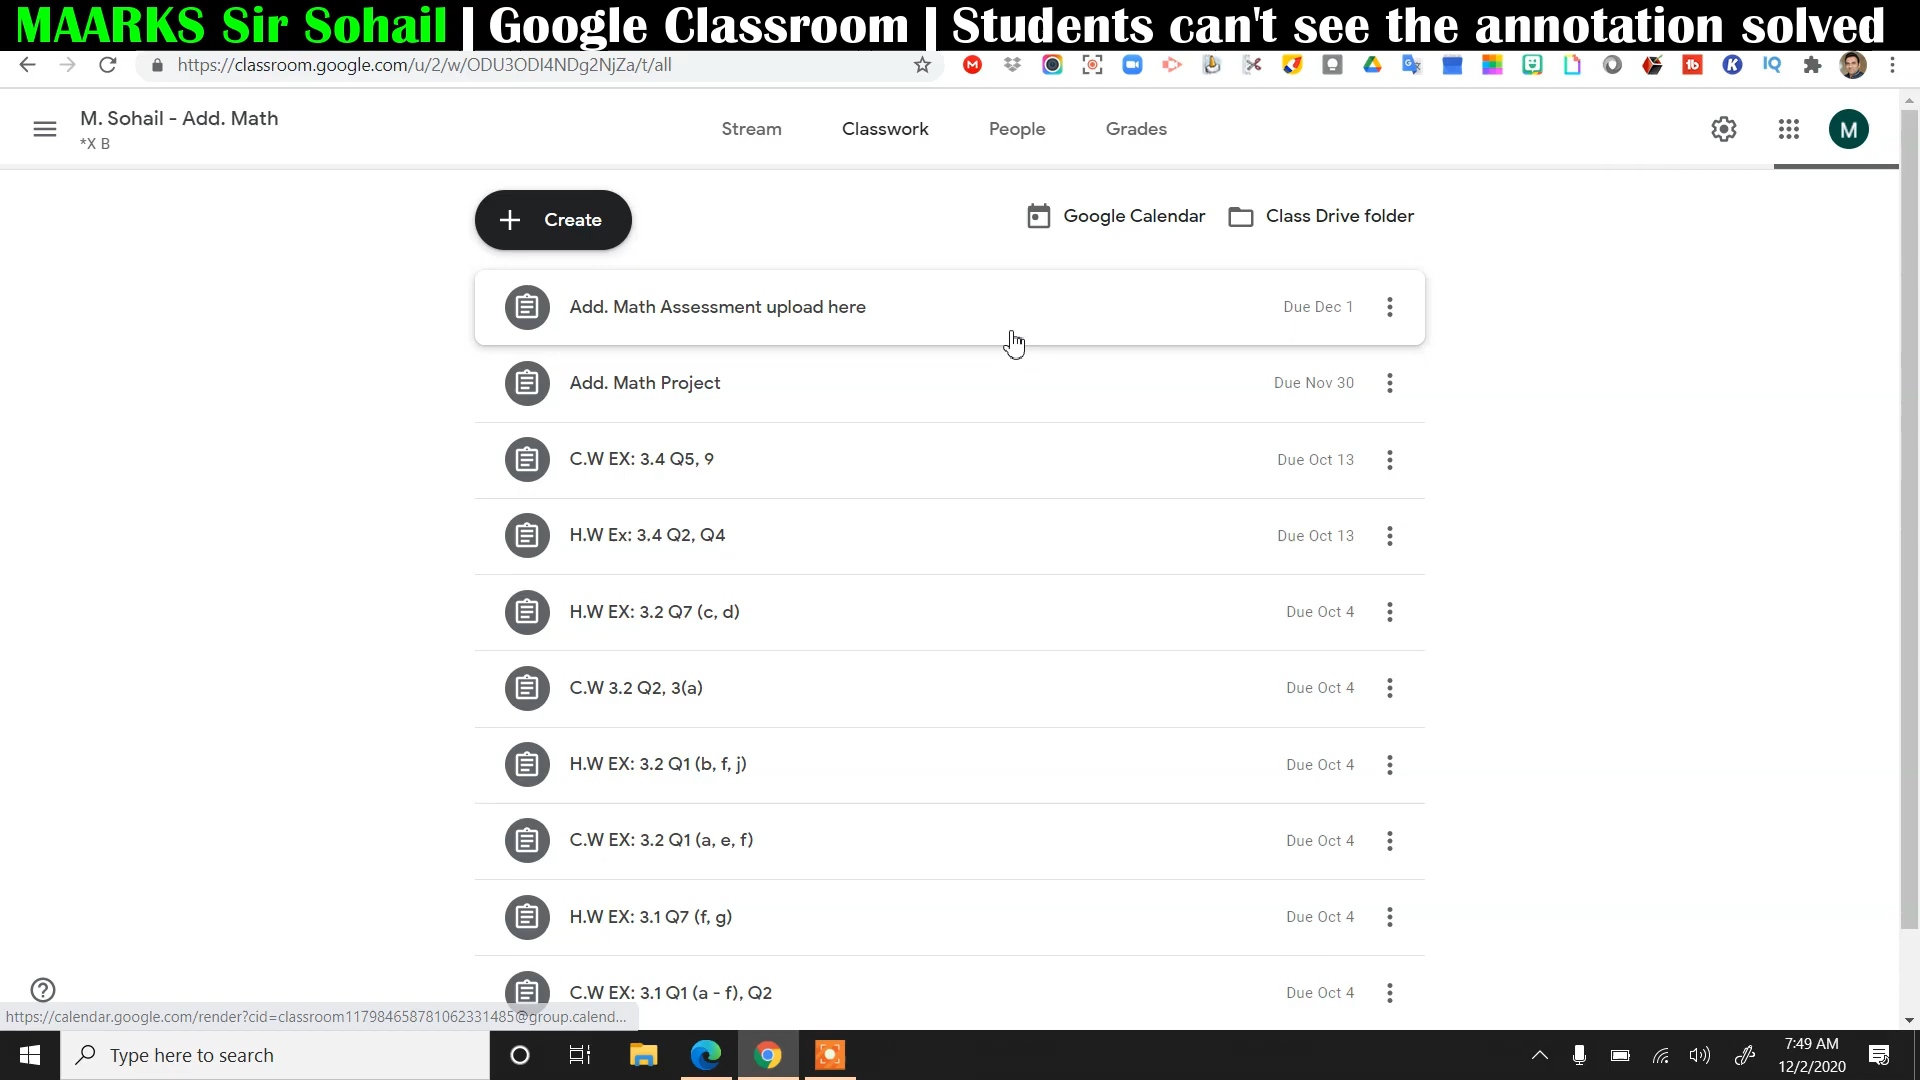 MAARKS Sir Sohail | Google Classroom | Students can't see the annotation solved
https://classroom.google.com/u/2/w/ODU3ODI4NDg2NjZa/t/all
M. Sohail - Add. Math
*X B
Stream
Classwork
People
Grades
M
Create
Google Calendar
Class Drive folder
Add. Math Assessment upload here
Due Dec 1
Add. Math Project
Due Nov 30
C.W EX: 3.4 Q5, 9
Due Oct 13
H.W Ex: 3.4 Q2, Q4
Due Oct 13
H.W EX: 3.2 Q7 (c, d)
Due Oct 4
C.W 3.2 Q2, 3(a)
Due Oct 4
H.W EX: 3.2 Q1 (b, f, j)
Due Oct 4
C.W EX: 3.2 Q1 (a, e, f)
Due Oct 4
H.W EX: 3.1 Q7 (f, g)
Due Oct 4
C.W EX: 3.1 Q1 (a - f), Q2
Due Oct 4
https://calendar.google.com/render?cid=classroom117984658781062331485@group.calend...
Type here to search
7:49 AM
12/2/2020